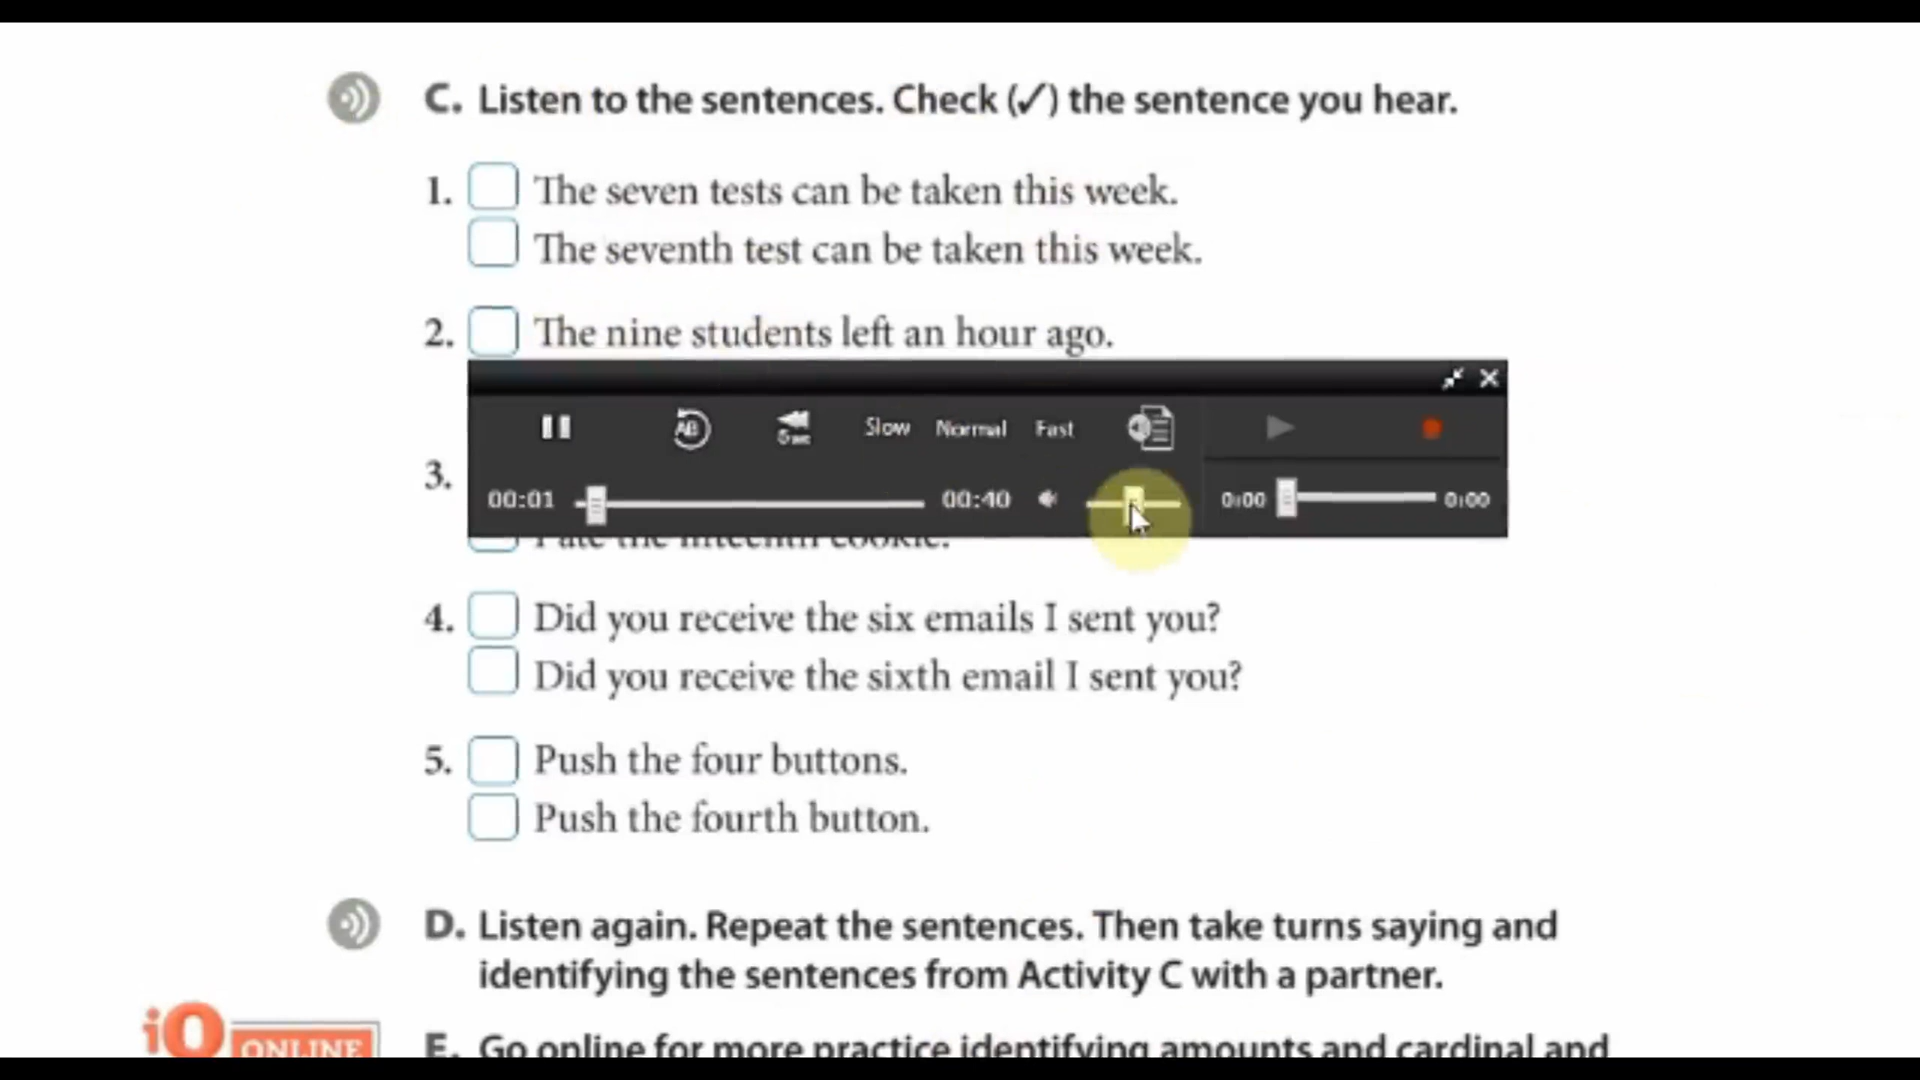 C. Listen to the sentences. Check (✓) the sentence you hear.
1. The seven tests can be taken this week.
The seventh test can be taken this week.
2. The nine students left an hour ago.
AB
Slow Normal Fast
3.
00:01 00:40 0:00 0:00
I ate the fifteenth cookie.
4. Did you receive the six emails I sent you?
Did you receive the sixth email I sent you?
5. Push the four buttons.
Push the fourth button.
D. Listen again. Repeat the sentences. Then take turns saying and
identifying the sentences from Activity C with a partner.
iQ ONLINE
E. Go online for more practice identifying amounts and cardinal and